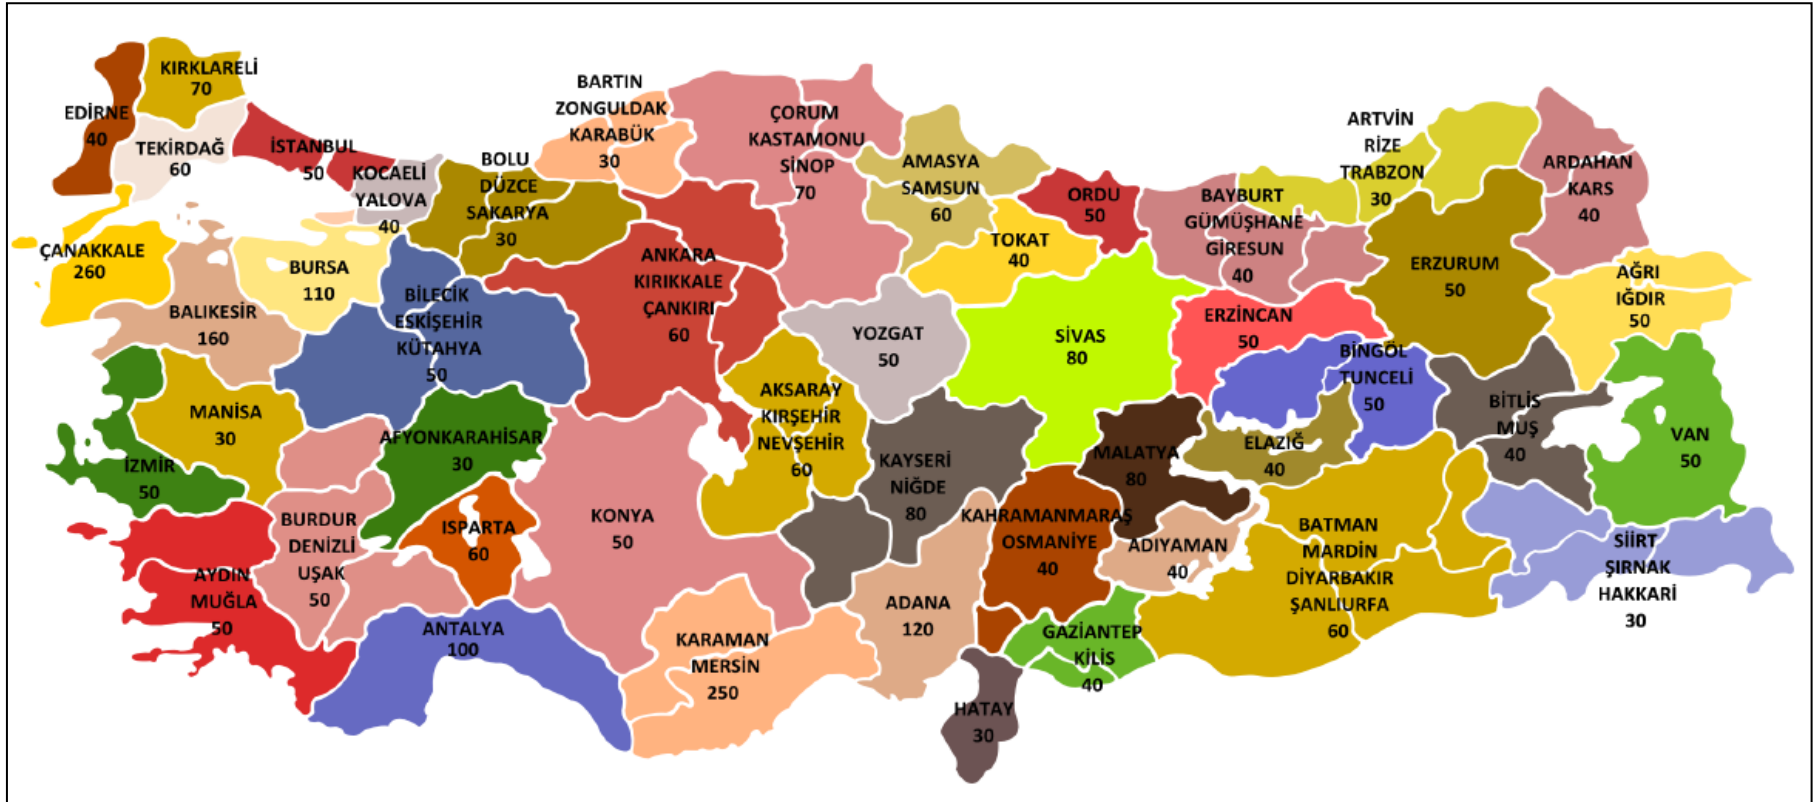 KIRKLARELİ
70
EDİRNE
40
TEKİRDAĞ
60
İSTANBUL
50
KOCAELİ
YALOVA
40
BOLU
DÜZCE
SAKARYA
30
BARTIN
ZONGULDAK
KARABÜK
30
ÇORUM
KASTAMONU
SİNOP
70
AMASYA
SAMSUN
60
TOKAT
40
ORDU
50
BAYBURT
GÜMÜŞHANE
GİRESUN
40
ARTVİN
RİZE
TRABZON
30
ARDAHAN
KARS
40
ÇANAKKALE
260
BALIKESİR
160
BURSA
110
BİLECİK
ESKİŞEHİR
KÜTAHYA
50
ANKARA
KIRIKKALE
ÇANKIRI
60
YOZGAT
50
SİVAS
80
ERZİNCAN
50
ERZURUM
50
AĞRI
IĞDIR
50
MANİSA
30
İZMİR
50
AFYONKARAHİSAR
30
AKSARAY
KIRŞEHİR
NEVŞEHİR
60
KAYSERİ
NİĞDE
80
MALATYA
80
ELAZIĞ
40
BİNGÖL
TUNCELİ
50
BİTLİS
MUŞ
40
VAN
50
AYDIN
MUĞLA
50
BURDUR
DENİZLİ
UŞAK
50
ISPARTA
60
KONYA
50
ANTALYA
100
KARAMAN
MERSİN
250
ADANA
120
KAHRAMANMARAŞ
OSMANİYE
40
ADIYAMAN
40
GAZİANTEP
KİLİS
40
HATAY
30
BATMAN
MARDİN
DİYARBAKIR
ŞANLIURFA
60
SİİRT
ŞIRNAK
HAKKARİ
30